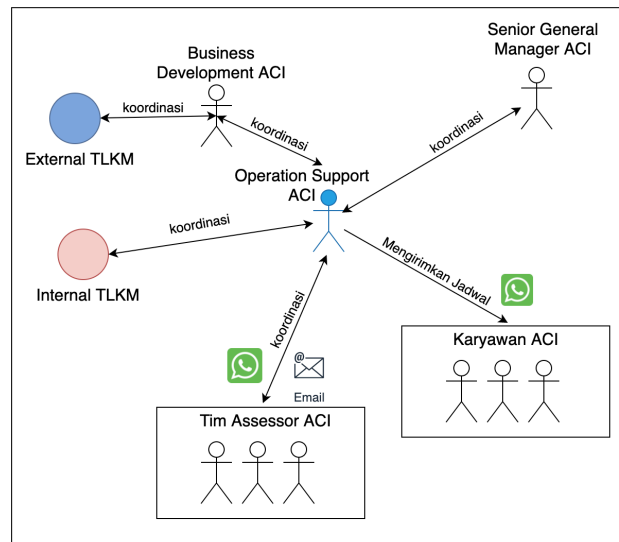 Senior General
Manager ACI
Business
Development ACI
koordinasi
External TLKM
koordinasi
koordinasi
Operation Support
ACI
koordinasi
Internal TLKM
Mengirimkan Jadwal
koordinasi
@
Email
Karyawan ACI
Tim Assessor ACI